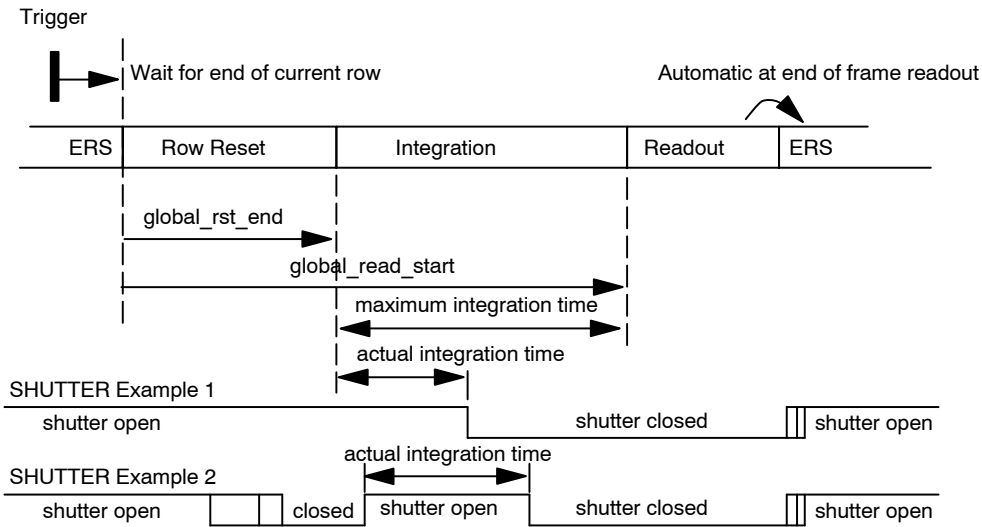 Trigger
Wait for end of current row
Automatic at end of frame readout
ERS Row Reset Integration Readout ERS
global_rst_end
global_read_start
maximum integration time
actual integration time
SHUTTER Example 1
shutter open shutter closed shutter open
actual integration time
SHUTTER Example 2
shutter open closed shutter open shutter closed shutter open